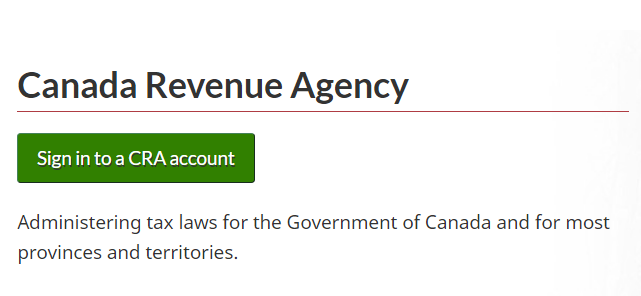 Canada Revenue Agency
Sign in to a CRA account
Administering tax laws for the Government of Canada and for most
provinces and territories.